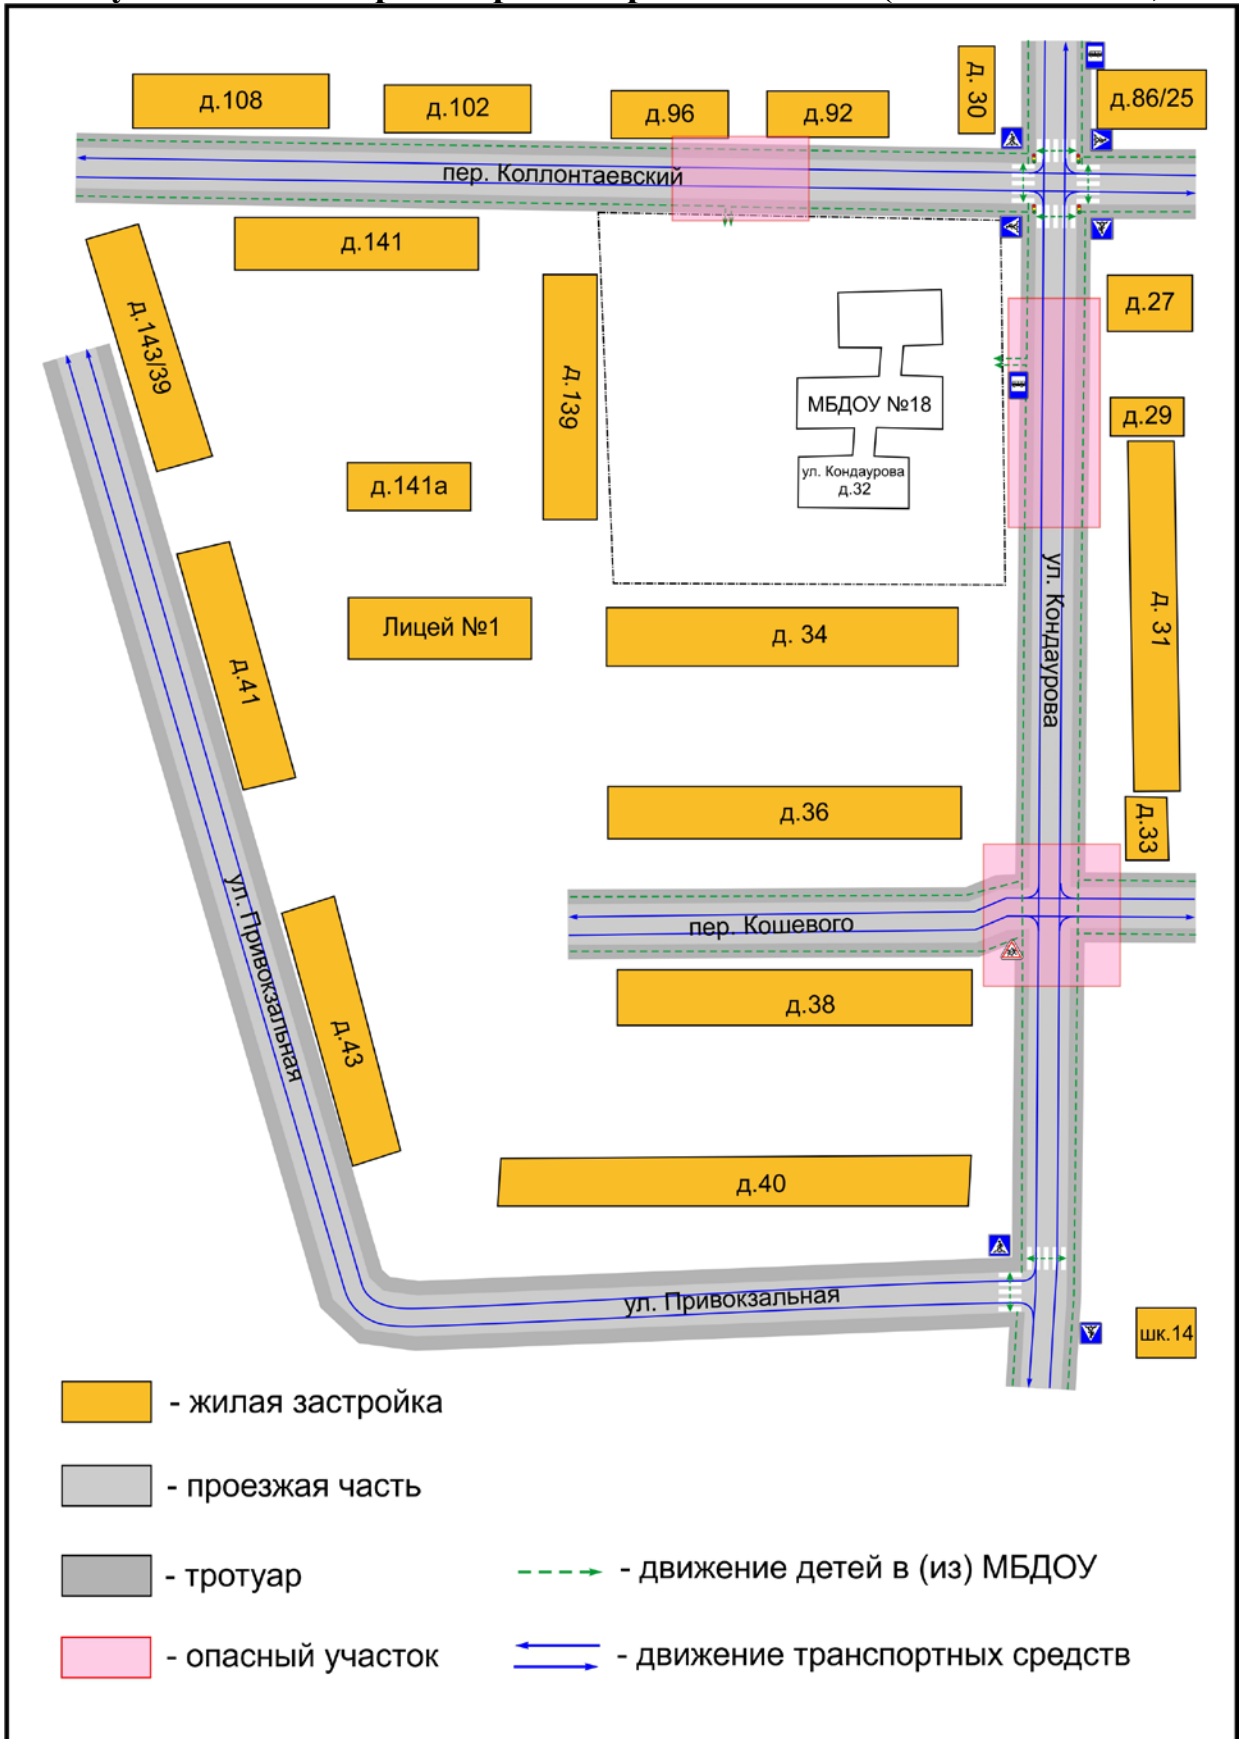 д.108
д.102
д.96
д.92
д. 30
д.86/25
пер. Коллонтаевский
д.141
д.143/39
д.139
д.27
МБДОУ №18
д.29
д.141а
ул. Кондаурова
д.32
ул. Кондаурова
д. 31
Лицей №1
д. 34
д.41
д.36
д.33
ул. Привокзальная
пер. Кошевого
д.38
д.43
д.40
ул. Привокзальная
шк.14
- жилая застройка
- проезжая часть
- тротуар
- движение детей в (из) МБДОУ
- опасный участок
- движение транспортных средств